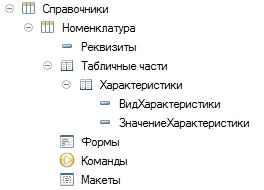 Справочники
Номенклатура
Реквизиты
Табличные части
Характеристики
ВидХарактеристики
ЗначениеХарактеристики
Формы
Команды
Макеты